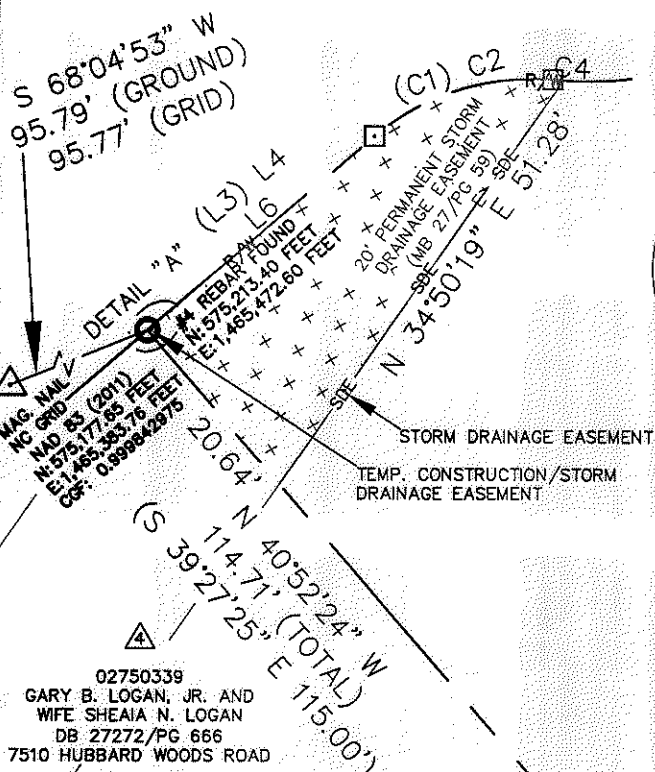 S 68°04'53" W
95.79' (GROUND)
95.77' (GRID)
(C1) C2
C4
DETAIL "A" (L3) L4
L6
#4 REBAR FOUND
N:575,213.40 FEET
E:1,465,472.60 FEET
20' PERMANENT STORM
DRAINAGE EASEMENT
(MB 27/PG 59)
SDE
SDE
SDE
N 34°50'19" E 51.28'
MAG. NAIL
NC GRID
NAD 83 (2011)
N:575,177.65 FEET
E:1,465,383.76 FEET
CGF: 0.999842975
STORM DRAINAGE EASEMENT
TEMP. CONSTRUCTION/STORM
DRAINAGE EASEMENT
20.64'
N 40°52'24" W
114.71' (TOTAL)
(S 39°27'25" E 115.00')
4
02750339
GARY B. LOGAN, JR. AND
WIFE SHEAIA N. LOGAN
DB 27272/PG 666
7510 HUBBARD WOODS ROAD